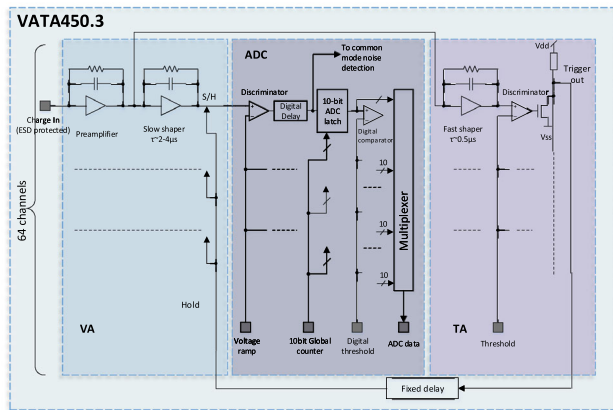 VATA450.3
ADC
To common
mode noise
detection
Vdd
Trigger
out
S/H
Discriminator
Digital
Delay
10-bit
ADC
latch
Discriminator
Charge In
(ESD protected)
Preamplifier
Slow shaper
τ~2-4μs
Digital
comparator
Fast shaper
τ~0.5μs
Vss
10
10
10
10
Multiplexer
64 channels
Hold
VA
Voltage
ramp
10bit Global
counter
Digital
threshold
ADC data
TA
Threshold
Fixed delay